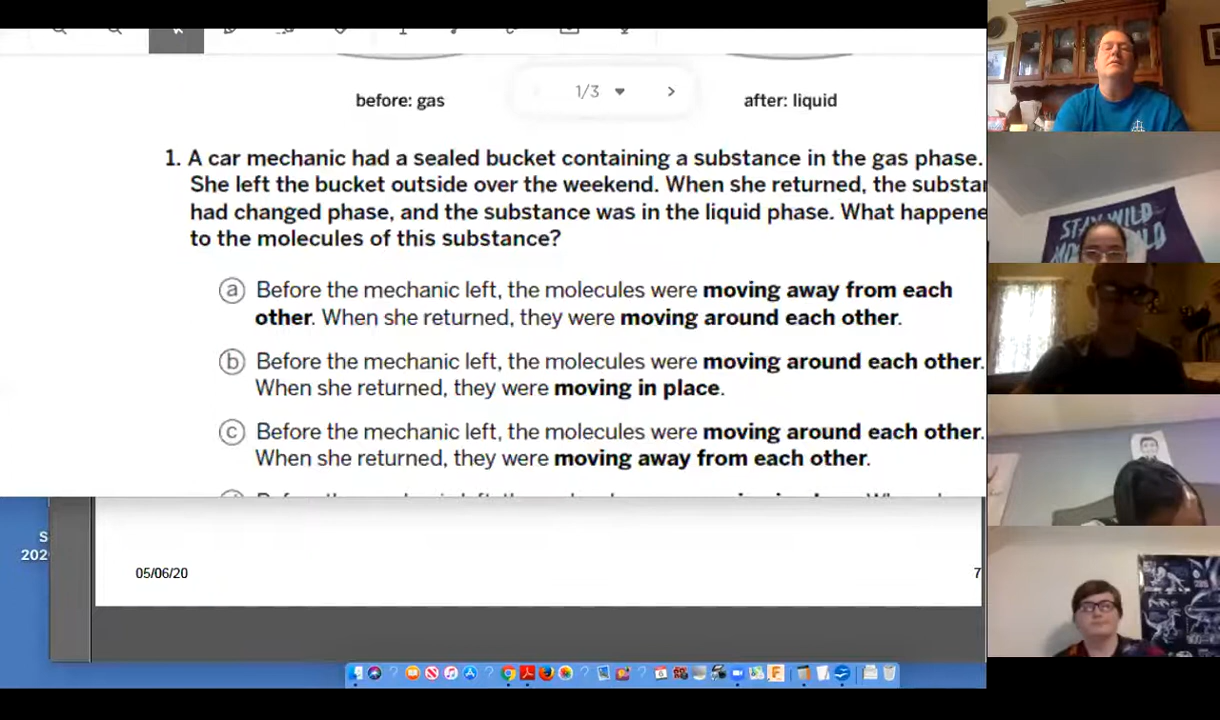 before: gas
1/3
after: liquid
1. A car mechanic had a sealed bucket containing a substance in the gas phase.
She left the bucket outside over the weekend. When she returned, the
had changed phase, and the substance was in the liquid phase. What
to the molecules of this substance?
a Before the mechanic left, the molecules were moving away from each
other. When she returned, they were moving around each other.
b Before the mechanic left, the molecules were moving around each other.
When she returned, they were moving in place.
c Before the mechanic left, the molecules were moving around each other.
When she returned, they were moving away from each other.
05/06/20
7
STAY WILD